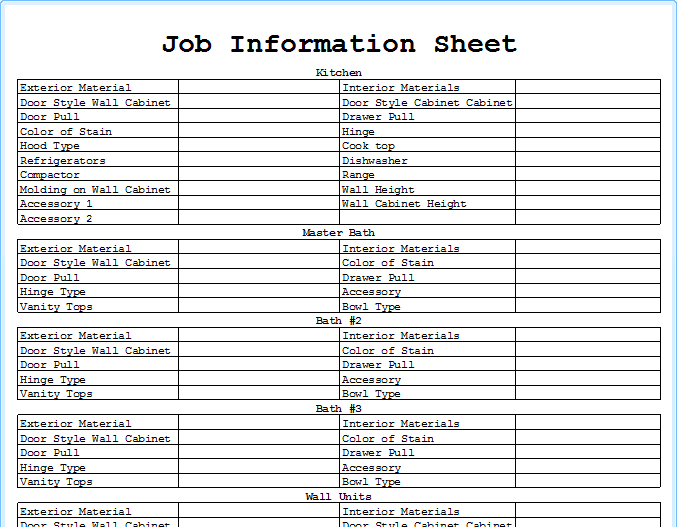 Job Information Sheet
Kitchen
Exterior Material Interior Materials
Door Style Wall Cabinet Door Style Cabinet Cabinet
Door Pull Drawer Pull
Color of Stain Hinge
Hood Type Cook top
Refrigerators Dishwasher
Compactor Range
Molding on Wall Cabinet Wall Height
Accessory 1 Wall Cabinet Height
Accessory 2
Master Bath
Exterior Material Interior Materials
Door Style Wall Cabinet Color of Stain
Door Pull Drawer Pull
Hinge Type Accessory
Vanity Tops Bowl Type
Bath #2
Exterior Material Interior Materials
Door Style Wall Cabinet Color of Stain
Door Pull Drawer Pull
Hinge Type Accessory
Vanity Tops Bowl Type
Bath #3
Exterior Material Interior Materials
Door Style Wall Cabinet Color of Stain
Door Pull Drawer Pull
Hinge Type Accessory
Vanity Tops Bowl Type
Wall Units
Exterior Material Interior Materials
Door Style Wall Cabinet Door Style Cabinet Cabinet